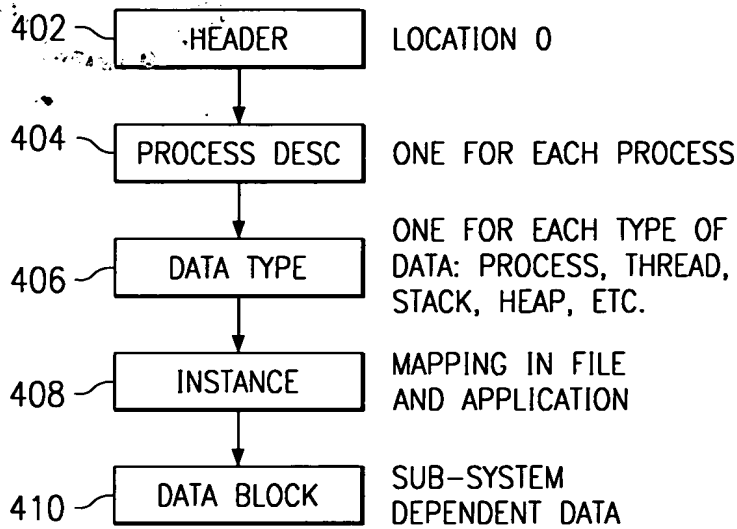 402 HEADER LOCATION 0
404 PROCESS DESC ONE FOR EACH PROCESS
406 DATA TYPE ONE FOR EACH TYPE OF
DATA: PROCESS, THREAD,
STACK, HEAP, ETC.
408 INSTANCE MAPPING IN FILE
AND APPLICATION
410 DATA BLOCK SUB-SYSTEM
DEPENDENT DATA